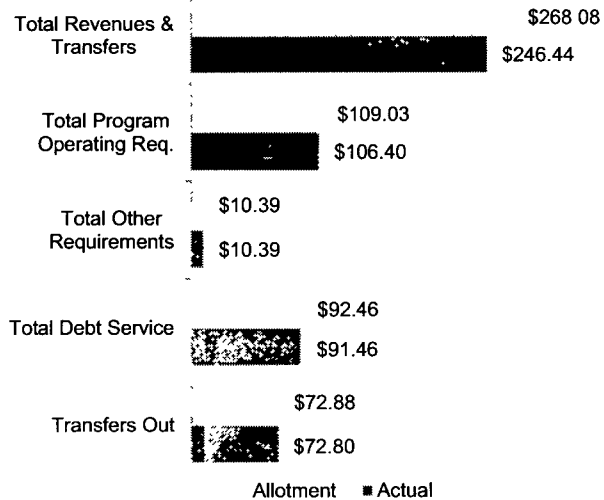 Total Revenues &
Transfers
$268 08
$246.44
Total Program
Operating Req.
$109.03
$106.40
Total Other
Requirements
$10.39
$10.39
Total Debt Service
$92.46
$91.46
Transfers Out
$72.88
$72.80
Allotment
Actual